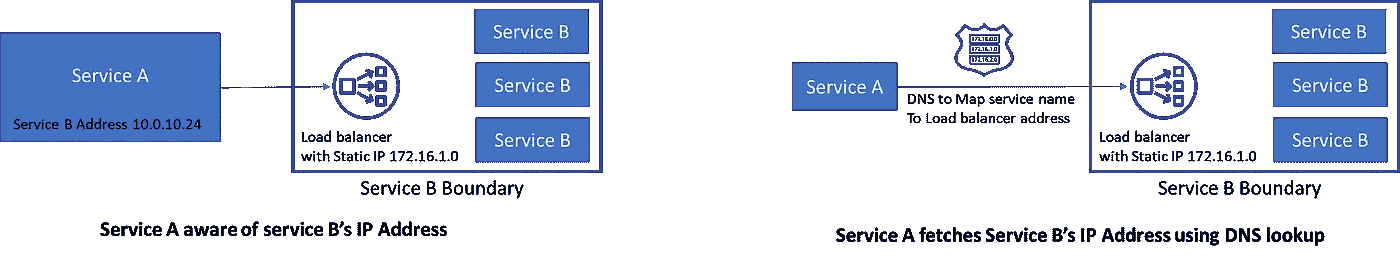 Service A
Service B Address 10.0.10.24
Service B
Service B
Service B
Load balancer
with Static IP 172.16.1.0
Service B Boundary
Service A aware of service B's IP Address
Service A
172.16.0.0
172.16.1.0
172.16.2.0
DNS to Map service name
To Load balancer address
Service B
Service B
Service B
Load balancer
with Static IP 172.16.1.0
Service B Boundary
Service A fetches Service B's IP Address using DNS lookup